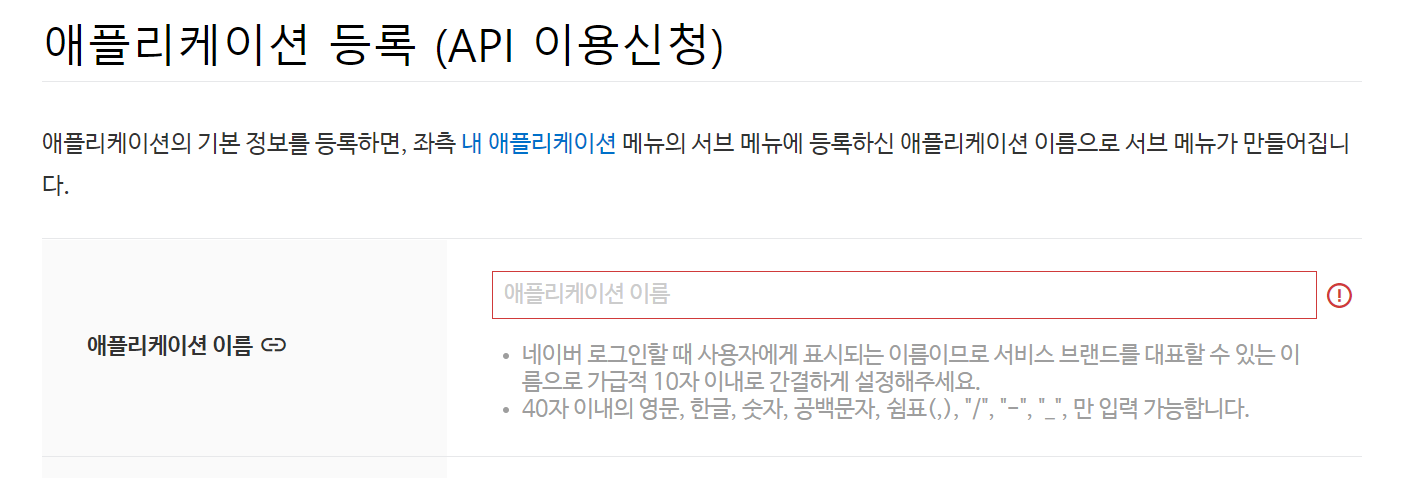 애플리케이션 등록 (API 이용신청)
애플리케이션의 기본 정보를 등록하면, 좌측 내 애플리케이션 메뉴의 서브 메뉴에 등록하신 애플리케이션 이름으로 서브 메뉴가 만들어집니
다.
애플리케이션 이름
애플리케이션 이름
• 네이버 로그인할 때 사용자에게 표시되는 이름이므로 서비스 브랜드를 대표할 수 있는 이
름으로 가급적 10자 이내로 간결하게 설정해주세요.
• 40자 이내의 영문, 한글, 숫자, 공백문자, 쉼표(,), "/", "-", "_", 만 입력 가능합니다.